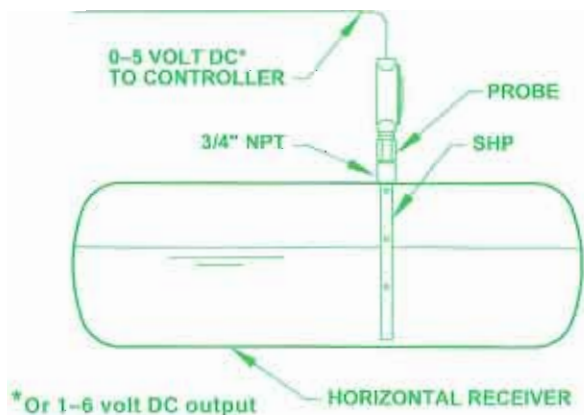 0–5 VOLT DC*
TO CONTROLLER
PROBE
3/4" NPT
SHP
*Or 1–6 volt DC output
HORIZONTAL RECEIVER